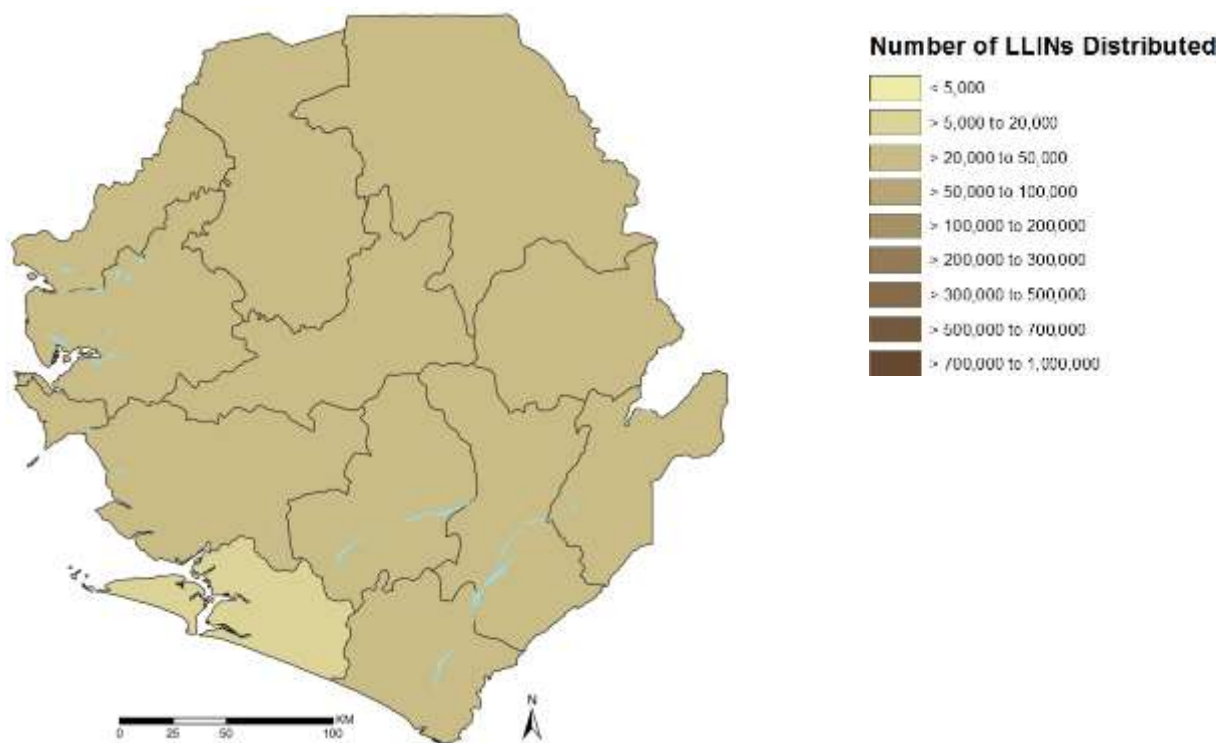 Number of LLINs Distributed
< 5,000
> 5,000 to 20,000
> 20,000 to 50,000
> 50,000 to 100,000
> 100,000 to 200,000
> 200,000 to 300,000
> 300,000 to 500,000
> 500,000 to 700,000
> 700,000 to 1,000,000
N
KM
0 25 50 100